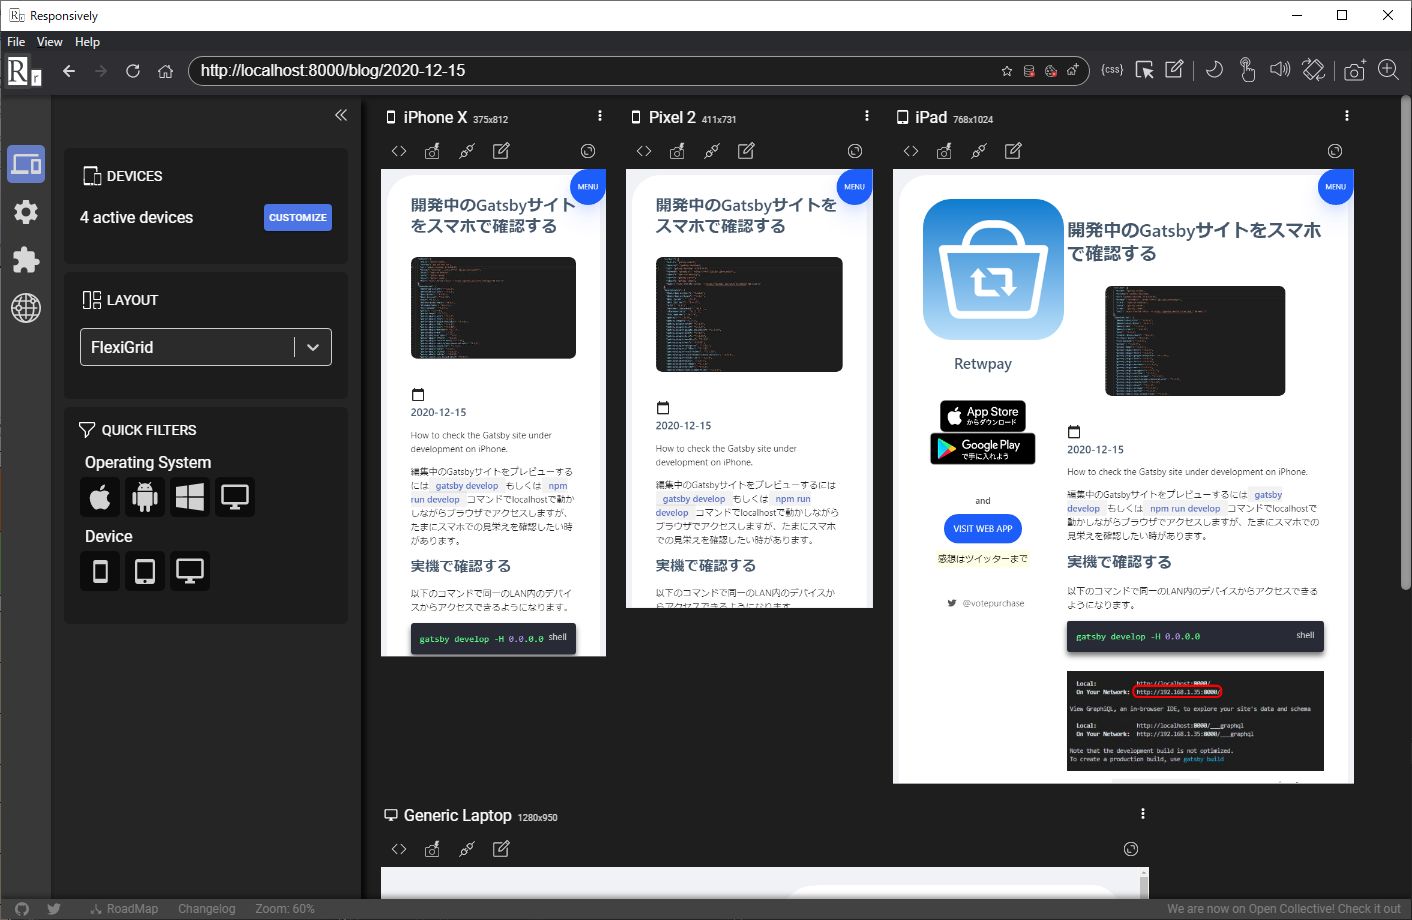 Responsively
File View Help
http://localhost:8000/blog/2020-12-15
{css}
DEVICES
4 active devices
CUSTOMIZE
LAYOUT
FlexiGrid
QUICK FILTERS
Operating System
Device
iPhone X 375x812
MENU
開発中のGatsbyサイト
をスマホで確認する
2020-12-15
How to check the Gatsby site under
development on iPhone.
編集中のGatsbyサイトをプレビューする
には gatsby develop もしくは npm
run develop コマンドでlocalhostで動か
しながらブラウザでアクセスしますが、
たまにスマホでの見栄えを確認したい時
があります。
実機で確認する
以下のコマンドで同一のLAN内のデバイ
スからアクセスできるようになります。
gatsby develop -H 0.0.0.0 shell
Pixel 2 411x731
MENU
開発中のGatsbyサイトを
スマホで確認する
2020-12-15
How to check the Gatsby site under
development on iPhone.
編集中のGatsbyサイトをプレビューするには
gatsby develop もしくは npm run
develop コマンドでlocalhostで動かしながら
ブラウザでアクセスしますが、たまにスマホ
での見栄えを確認したい時があります。
実機で確認する
以下のコマンドで同一のLAN内のデバイスか
らアクセスできるようになります。
iPad 768x1024
MENU
Retwpay
App Store
からダウンロード
Google Play
で手に入れよう
and
VISIT WEB APP
感想はツイッターまで
@votepurchase
開発中のGatsbyサイトをスマホ
で確認する
2020-12-15
How to check the Gatsby site under development on iPhone.
編集中のGatsbyサイトをプレビューするには gatsby
develop もしくは npm run develop コマンドでlocalhostで
動かしながらブラウザでアクセスしますが、たまにスマホでの
見栄えを確認したい時があります。
実機で確認する
以下のコマンドで同一のLAN内のデバイスからアクセスできる
ようになります。
gatsby develop -H 0.0.0.0 shell
Local: http://localhost:8000/
On Your Network: http://192.168.1.35:8000/
View GraphiQL, an in-browser IDE, to explore your site's data and schema
Local: http://localhost:8000/___graphql
On Your Network: http://192.168.1.35:8000/___graphql
Note that the development build is not optimized.
To create a production build, use gatsby build
Generic Laptop 1280x950
RoadMap Changelog Zoom: 60%
We are now on Open Collective! Check it out